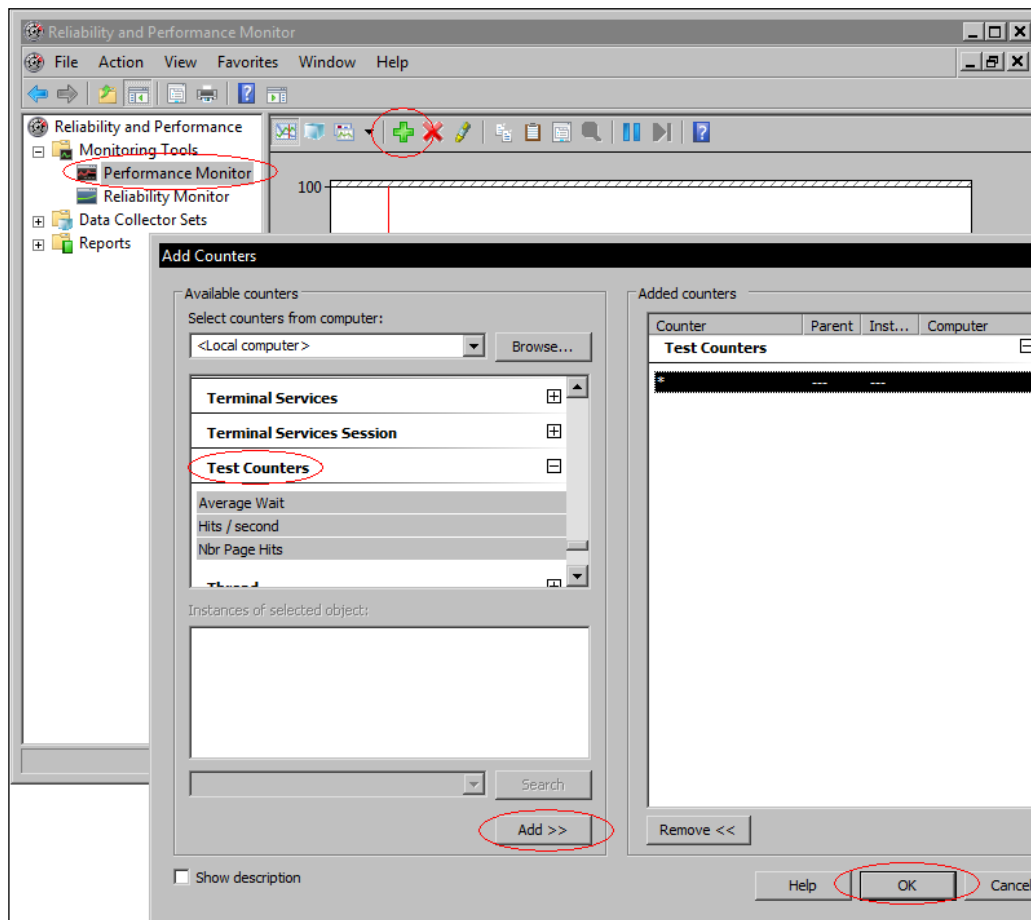 Reliability and Performance Monitor
File Action View Favorites Window Help
Reliability and Performance
Monitoring Tools
Performance Monitor
Reliability Monitor
Data Collector Sets
Reports
100
Add Counters
Available counters
Select counters from computer:
<Local computer>
Browse...
Terminal Services
Terminal Services Session
Test Counters
Average Wait
Hits / second
Nbr Page Hits
Thread
Instances of selected object:
Search
Add >>
Show description
Added counters
Counter Parent Inst... Computer
Test Counters
* --- ---
Remove <<
Help OK Cancel